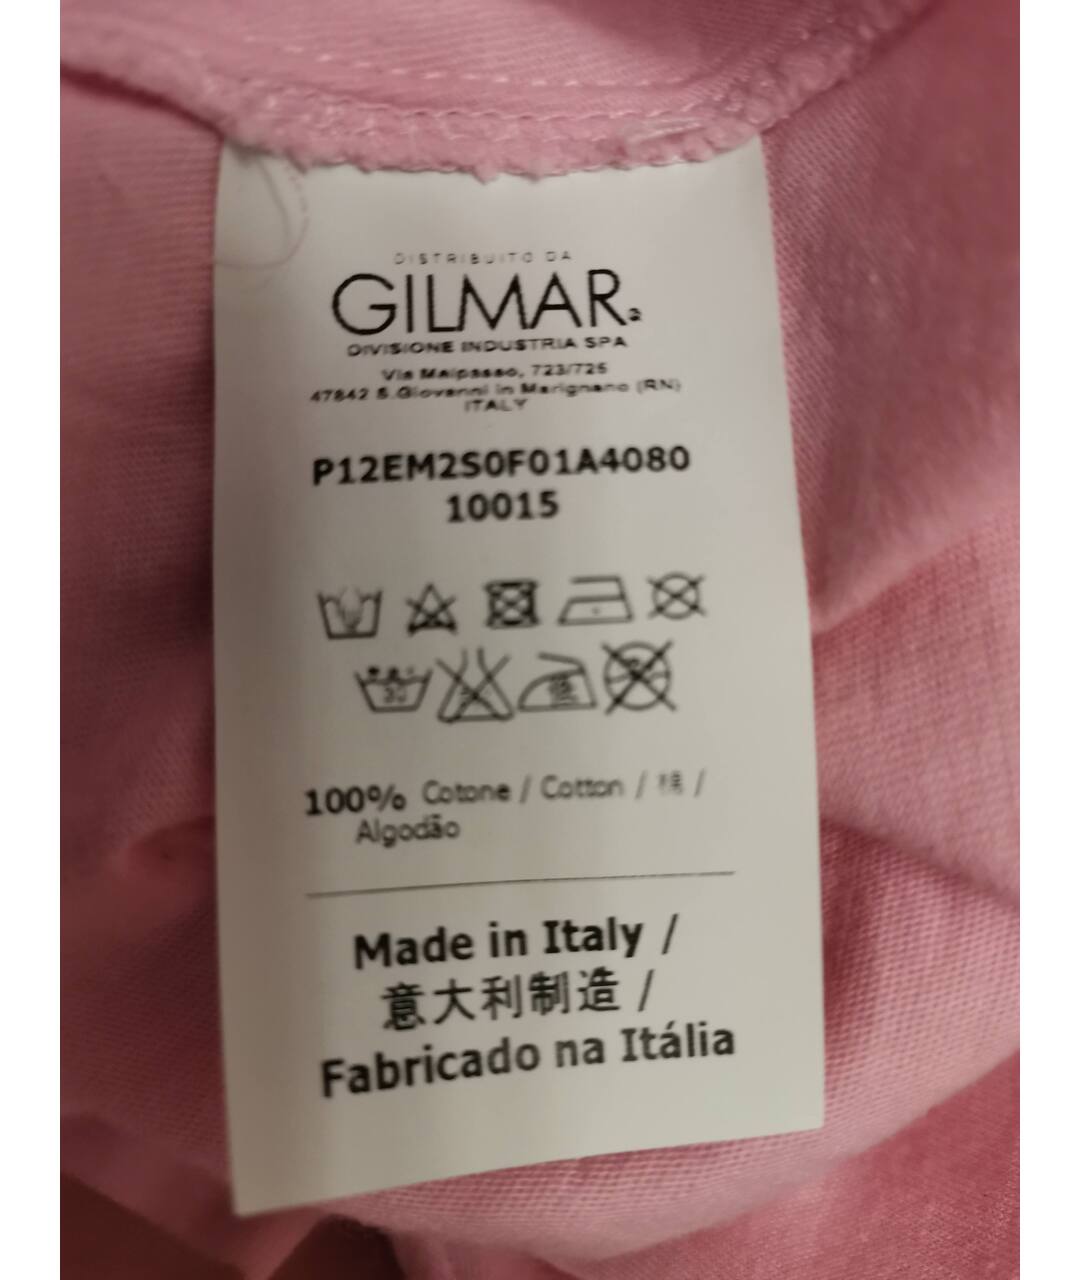 DISTRIBUITO DA
GILMAR
DIVISIONE INDUSTRIA SPA
Via Malpasso, 723/725
47842 S.Giovanni in Marignano (RN)
ITALY
P12EM2S0F01A4080
10015
30
100% Cotone / Cotton / 棉 /
Algodão
Made in Italy /
意大利制造 /
Fabricado na Itália